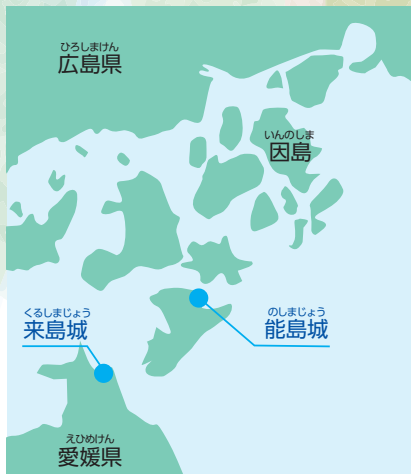 ひろしまけん
広島県
いんのしま
因島
くるしまじょう
来島城
のしまじょう
能島城
えひめけん
愛媛県